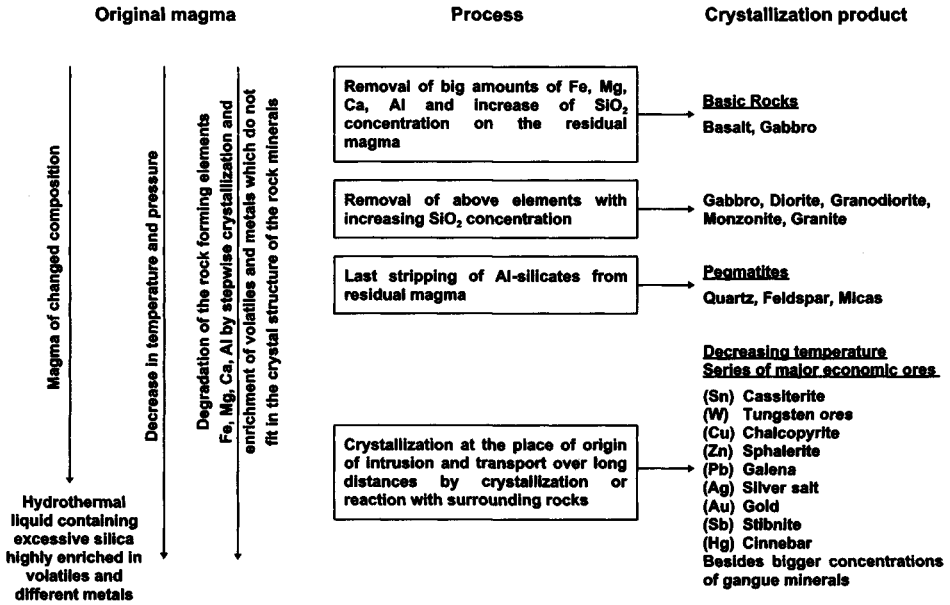 Original magma
Process
Crystallization product
Magma of changed composition
Hydrothermal
liquid containing
excessive silica
highly enriched in
volatiles and
different metals
Decrease in temperature and pressure
Degradation of the rock forming elements
Fe, Mg, Ca, Al by stepwise crystallization and
enrichment of volatiles and metals which do not
fit in the crystal structure of the rock minerals
Removal of big amounts of Fe, Mg,
Ca, Al and increase of SiO₂
concentration on the residual
magma
Basic Rocks
Basalt, Gabbro
Removal of above elements with
increasing SiO₂ concentration
Gabbro, Diorite, Granodiorite,
Monzonite, Granite
Last stripping of Al-silicates from
residual magma
Pegmatites
Quartz, Feldspar, Micas
Crystallization at the place of origin
of intrusion and transport over long
distances by crystallization or
reaction with surrounding rocks
Decreasing temperature
Series of major economic ores
(Sn) Cassiterite
(W) Tungsten ores
(Cu) Chalcopyrite
(Zn) Sphalerite
(Pb) Galena
(Ag) Silver salt
(Au) Gold
(Sb) Stibnite
(Hg) Cinnebar
Besides bigger concentrations
of gangue minerals